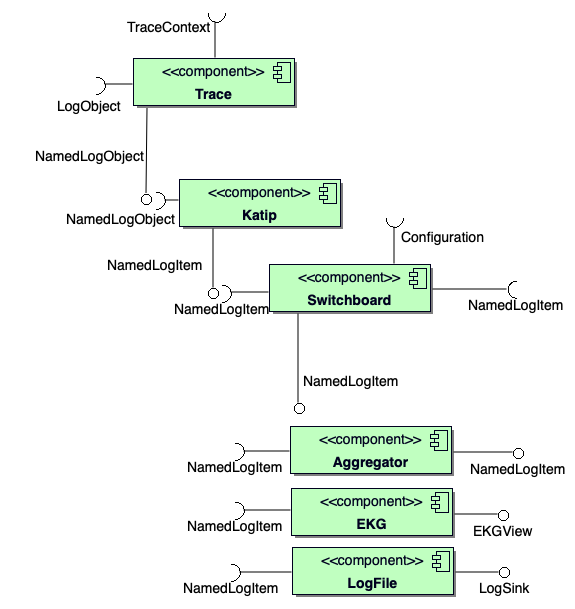 TraceContext
<<component>>
Trace
LogObject
NamedLogObject
<<component>>
Katip
NamedLogObject
Configuration
NamedLogItem
<<component>>
Switchboard
NamedLogItem
NamedLogItem
NamedLogItem
<<component>>
Aggregator
NamedLogItem
NamedLogItem
<<component>>
EKG
NamedLogItem
EKGView
<<component>>
LogFile
NamedLogItem
LogSink